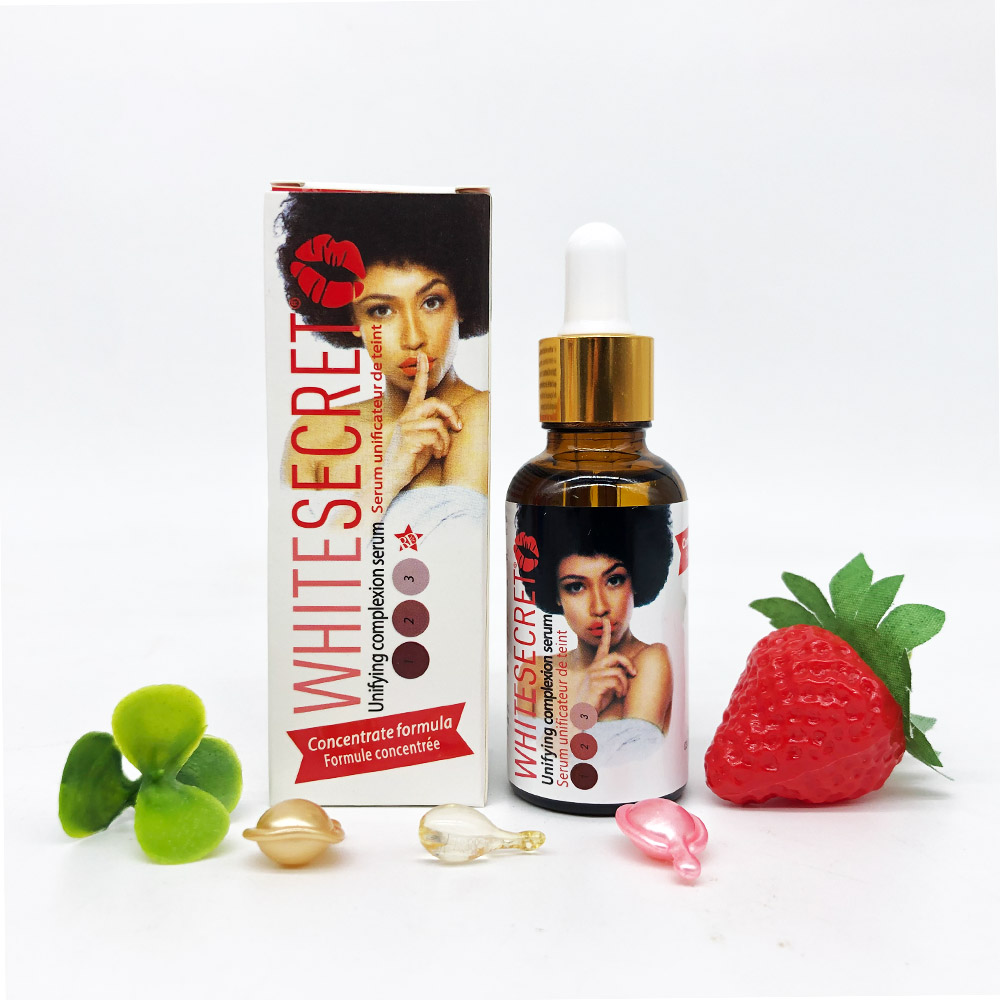 WHITESECRET®
Unifying complexion serum
Serum unificateur de teint
1 2 3
Concentrate formula
Formule concentrée
WHITESECRET®
Unifying complexion serum
Serum unificateur de teint
1 2 3